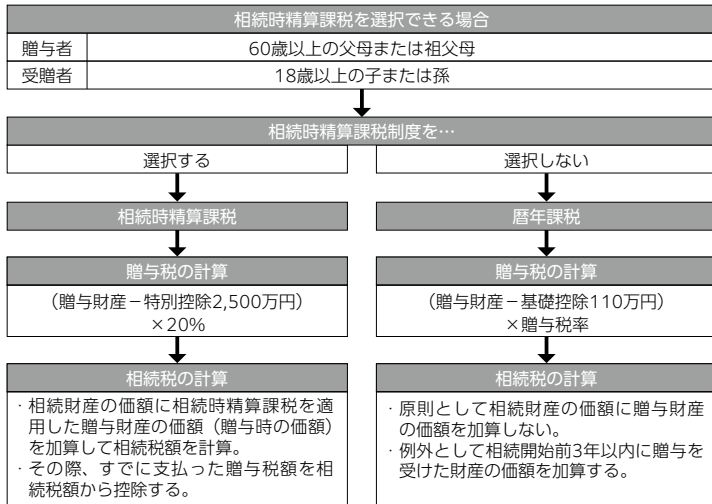 相続時精算課税を選択できる場合
贈与者 60歳以上の父母または祖父母
受贈者 18歳以上の子または孫
相続時精算課税制度を…
選択する
相続時精算課税
贈与税の計算
（贈与財産－特別控除2,500万円）
×20%
相続税の計算
・相続財産の価額に相続時精算課税を適
用した贈与財産の価額（贈与時の価額）
を加算して相続税額を計算。
・その際、すでに支払った贈与税額を相
続税額から控除する。
選択しない
暦年課税
贈与税の計算
（贈与財産－基礎控除110万円）
×贈与税率
相続税の計算
・原則として相続財産の価額に贈与財産
の価額を加算しない。
・例外として相続開始前3年以内に贈与を
受けた財産の価額を加算する。